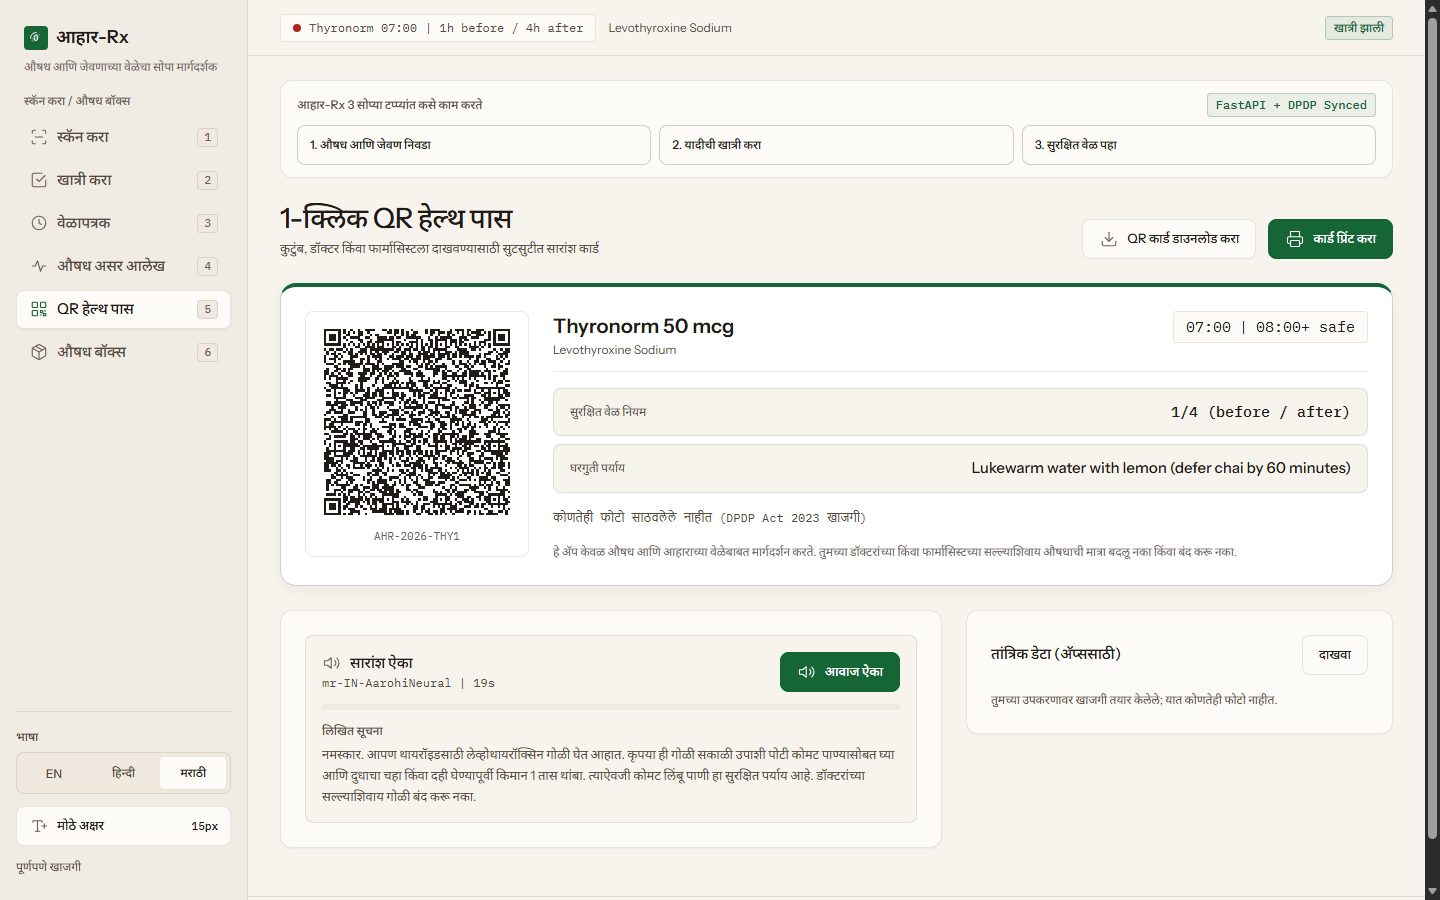 आहार-Rx
औषध आणि जेवणाच्या वेळेचा सोपा मार्गदर्शक
स्कॅन करा / औषध बॉक्स
स्कॅन करा 1
खात्री करा 2
वेळापत्रक 3
औषध असर आलेख 4
QR हेल्थ पास 5
औषध बॉक्स 6
भाषा
EN हिन्दी मराठी
मोठे अक्षर 15px
पूर्णपणे खाजगी
Thyronorm 07:00 | 1h before / 4h after Levothyroxine Sodium खात्री झाली
आहार-Rx 3 सोप्या टप्प्यांत कसे काम करते FastAPI + DPDP Synced
1. औषध आणि जेवण निवडा 2. यादीची खात्री करा 3. सुरक्षित वेळ पहा
1-क्लिक QR हेल्थ पास
कुटुंब, डॉक्टर किंवा फार्मासिस्टला दाखवण्यासाठी सुटसुटीत सारांश कार्ड
QR कार्ड डाउनलोड करा कार्ड प्रिंट करा
AHR-2026-THY1
Thyronorm 50 mcg 07:00 | 08:00+ safe
Levothyroxine Sodium
सुरक्षित वेळ नियम 1/4 (before / after)
घरगुती पर्याय Lukewarm water with lemon (defer chai by 60 minutes)
कोणतेही फोटो साठवलेले नाहीत (DPDP Act 2023 खाजगी)
हे ॲप केवळ औषध आणि आहाराच्या वेळेबाबत मार्गदर्शन करते. तुमच्या डॉक्टरांच्या किंवा फार्मासिस्टच्या सल्ल्याशिवाय औषधाची मात्रा बदलू नका किंवा बंद करू नका.
सारांश ऐका आवाज ऐका
mr-IN-AarohiNeural | 19s
लिखित सूचना
नमस्कार. आपण थायरॉइडसाठी लेव्होथायरॉक्सिन गोळी घेत आहात. कृपया ही गोळी सकाळी उपाशी पोटी कोमट पाण्यासोबत घ्या
आणि दुधाचा चहा किंवा दही घेण्यापूर्वी किमान 1 तास थांबा. त्याऐवजी कोमट लिंबू पाणी हा सुरक्षित पर्याय आहे. डॉक्टरांच्या
सल्ल्याशिवाय गोळी बंद करू नका.
तांत्रिक डेटा (ॲप्ससाठी) दाखवा
तुमच्या उपकरणावर खाजगी तयार केलेले; यात कोणतेही फोटो नाहीत.